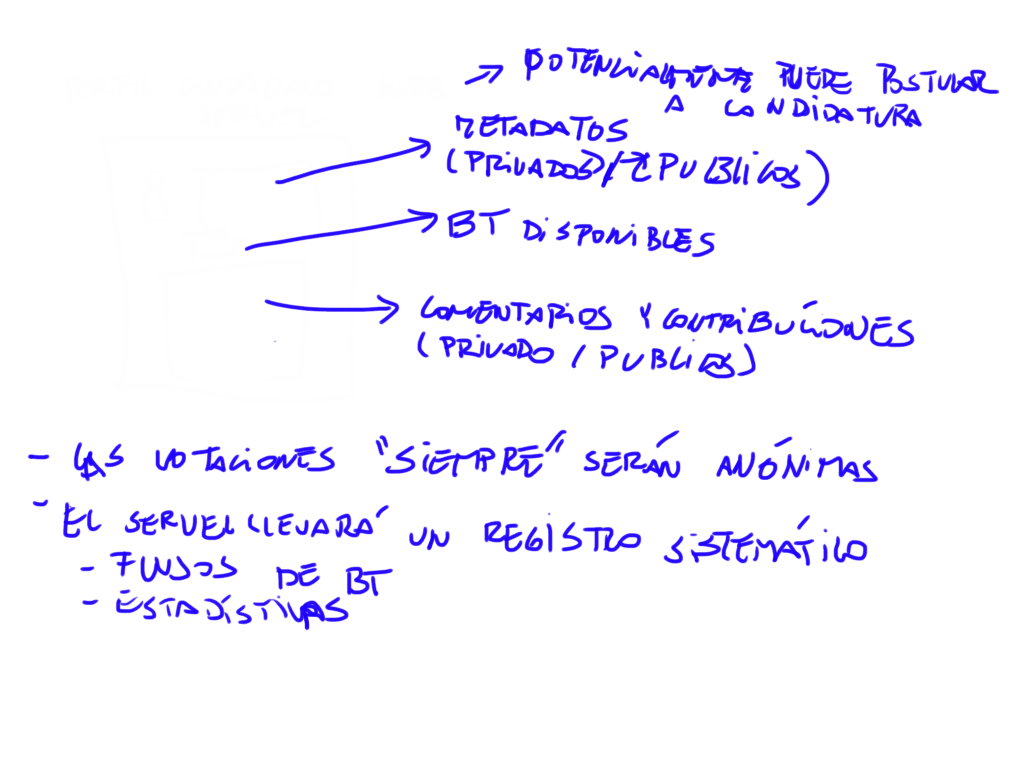 → POTENCIALMENTE PUEDE POSTULAR
A CANDIDATURA
→ METADATOS
(PRIVADOS / PUBLICOS)
→ BT DISPONIBLES
→ COMENTARIOS Y CONTRIBUCIONES
(PRIVADO / PUBLICOS)
- LAS VOTACIONES "SIEMPRE" SERÁN ANÓNIMAS
- EL SERVEL LLEVARÁ UN REGISTRO SISTEMÁTICO
- FLUJOS DE BT
- ESTADÍSTICAS